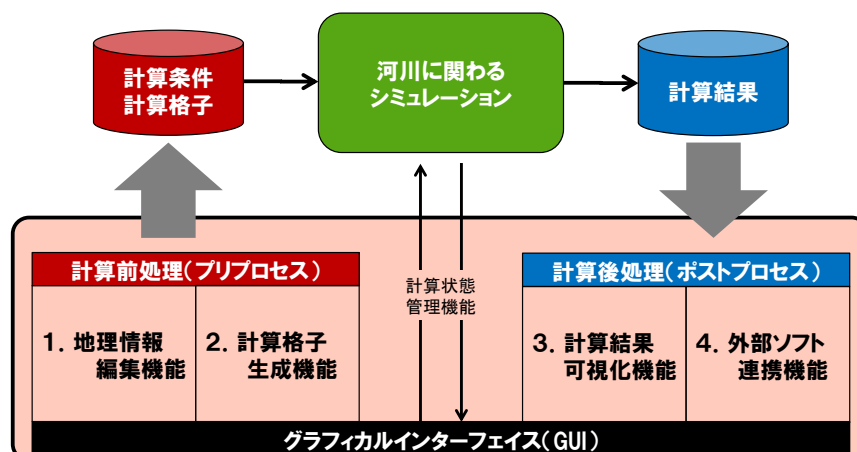 計算条件
計算格子
河川に関わる
シミュレーション
計算結果
計算前処理(プリプロセス)
1. 地理情報
編集機能
2. 計算格子
生成機能
計算状態
管理機能
計算後処理(ポストプロセス)
3. 計算結果
可視化機能
4. 外部ソフト
連携機能
グラフィカルインターフェイス(GUI)